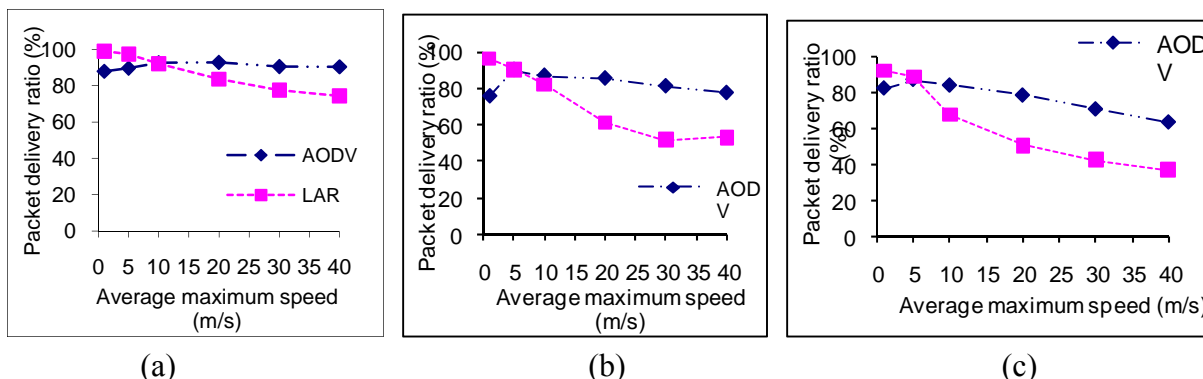 Packet delivery ratio (%)
100
80
60
40
20
0
AODV
LAR
0 5 10 15 20 25 30 35 40
Average maximum speed
(m/s)
(a)
Packet delivery ratio (%)
100
80
60
40
20
0
AOD
V
0 5 10 15 20 25 30 35 40
Average maximum speed
(m/s)
(b)
Packet delivery ratio
(%)
100
80
60
40
20
0
AOD
V
0 5 10 15 20 25 30 35 40
Average maximum speed (m/s)
(c)